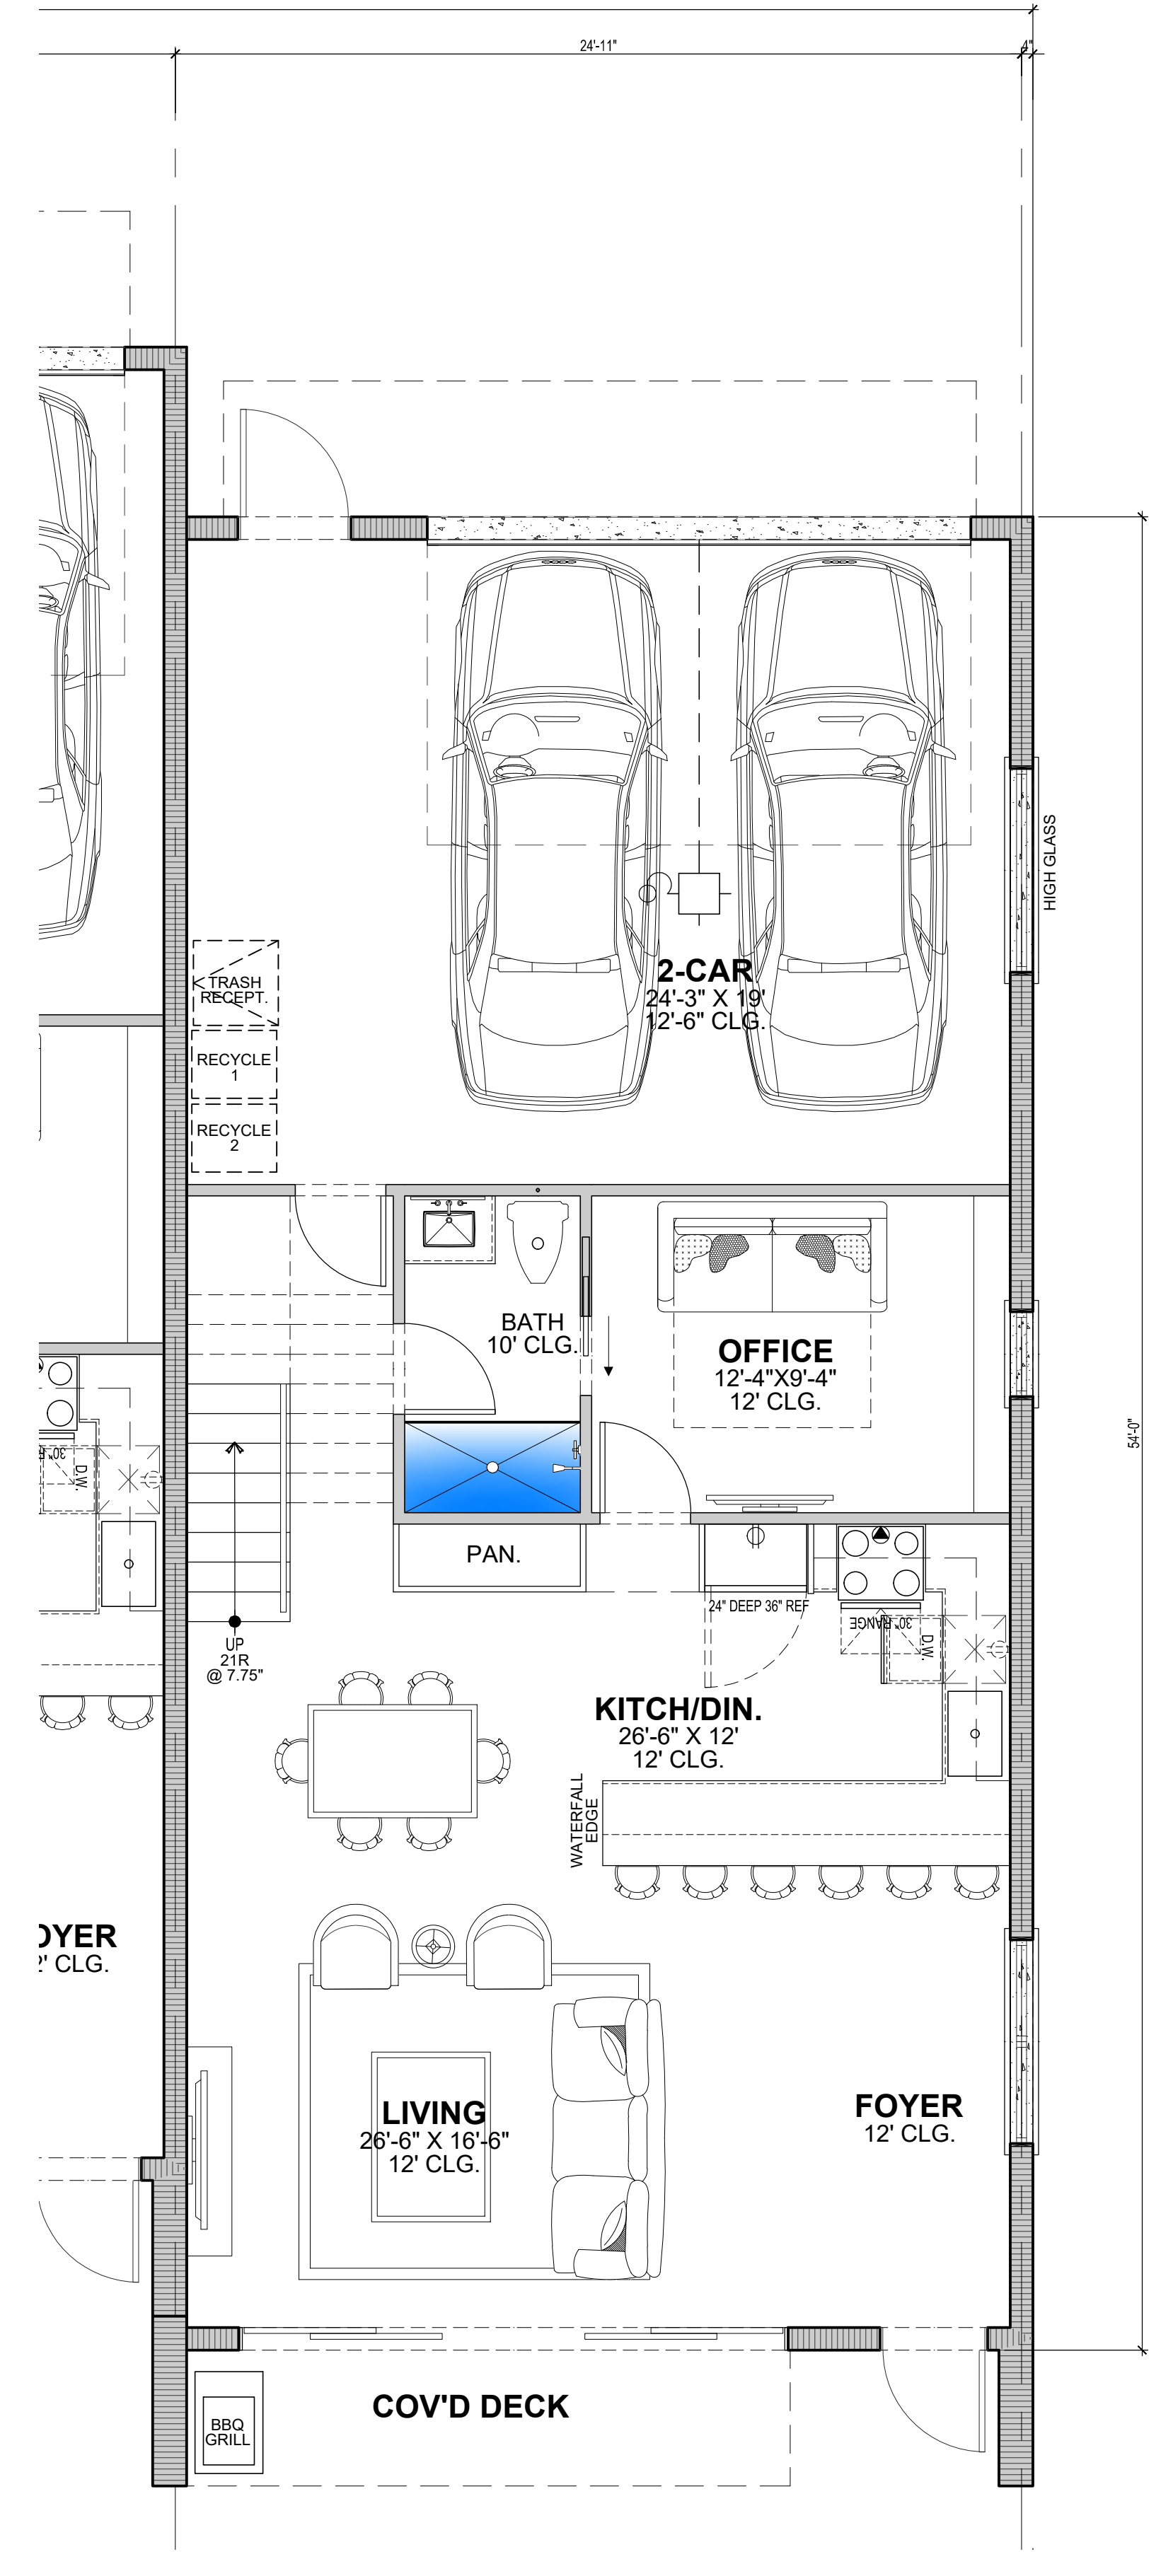 24'-11"
4"
HIGH GLASS
2-CAR
24'-3" X 19'
12'-6" CLG.
TRASH
RECEPT.
RECYCLE
1
RECYCLE
2
BATH
10' CLG.
OFFICE
12'-4"X9'-4"
12' CLG.
54'-0"
D.W.
PAN.
24" DEEP 36" REF
30" RANGE
D.W.
UP
21R
@ 7.75"
KITCH/DIN.
26'-6" X 12'
12' CLG.
WATERFALL
EDGE
OYER
2' CLG.
LIVING
26'-6" X 16'-6"
12' CLG.
FOYER
12' CLG.
COV'D DECK
BBQ
GRILL